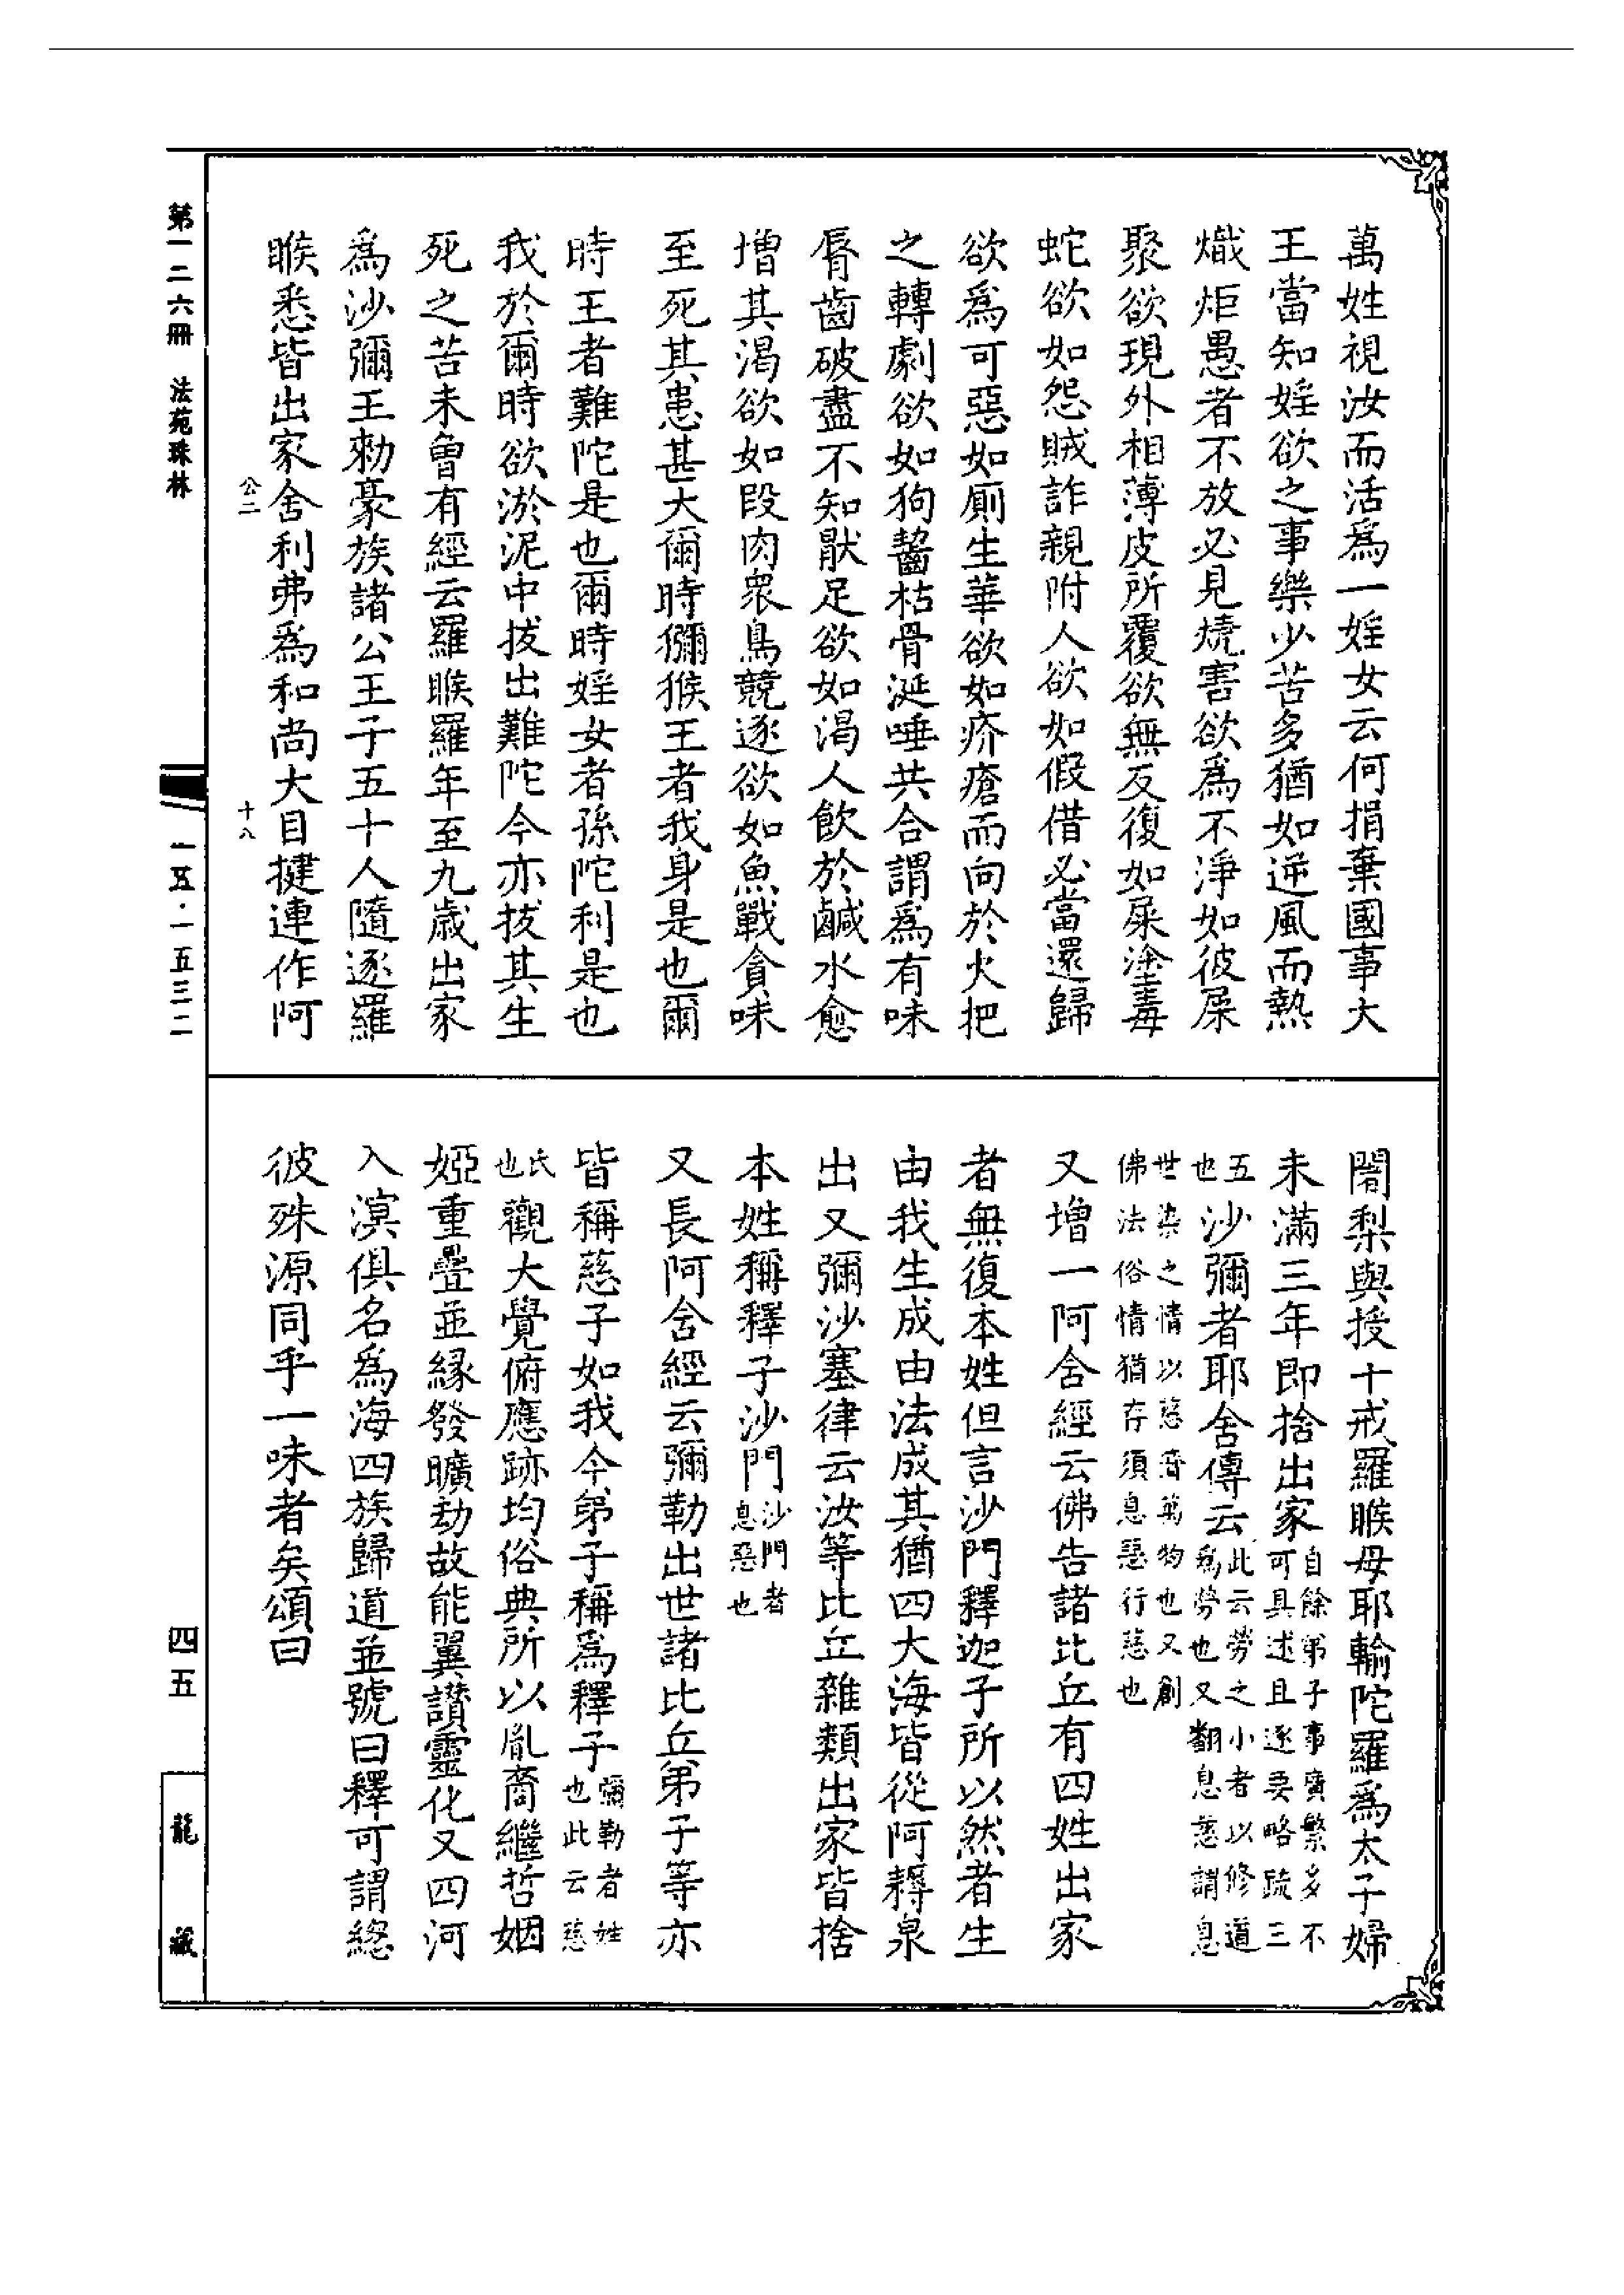 萬姓視汝而活爲一婬女云何捐棄國事大
王當知婬欲之事樂少苦多猶如逆風而熱
熾炬愚者不放必見燒害欲爲不淨如彼屎
聚欲現外相薄皮所覆欲無反復如屎塗毒
蛇欲如怨賊詐親附人欲如假借必當還歸
欲爲可惡如廁生華欲如疥瘡而向於火把
之轉劇欲如狗齧枯骨涎唾共合謂爲有味
脣齒破盡不知猒足欲如渴人飲於鹹水愈
增其渴欲如段肉衆鳥競逐欲如魚戰貪味
至死其患甚大爾時獼猴王者我身是也爾
時王者難陀是也爾時婬女者孫陀利是也
我於爾時欲淤泥中拔出難陀今亦拔其生
死之苦未曾有經云羅睺羅年至九歲出家
爲沙彌王勑豪族諸公王子五十人隨逐羅
睺悉皆出家舍利弗爲和尚大目揵連作阿
公二
十八
闍梨與授十戒羅睺母耶輸陀羅爲太子婦
未滿三年即捨出家自餘弟子事廣繁多不
可具述且逐要略疏三
五
也沙彌者耶舍傳云此云勞之小者以修道
爲勞也又翻息慈謂息
世染之情以慈濟萬物也又創
佛法俗情猶存須息惡行慈也
又增一阿含經云佛告諸比丘有四姓出家
者無復本姓但言沙門釋迦子所以然者生
由我生成由法成其猶四大海皆從阿耨泉
出又彌沙塞律云汝等比丘雜類出家皆捨
本姓稱釋子沙門沙門者
息惡也
又長阿含經云彌勒出世諸比丘弟子等亦
皆稱慈子如我今弟子稱爲釋子彌勒者姓
也此云慈
氏
也觀大覺俯應跡均俗典所以胤裔繼哲姻
婭重疊並緣發曠劫故能翼讚靈化又四河
入溟俱名爲海四族歸道並號曰釋可謂總
彼殊源同乎一味者矣頌曰
第一二六冊 法苑珠林
一五·一五三二
四五
龍藏